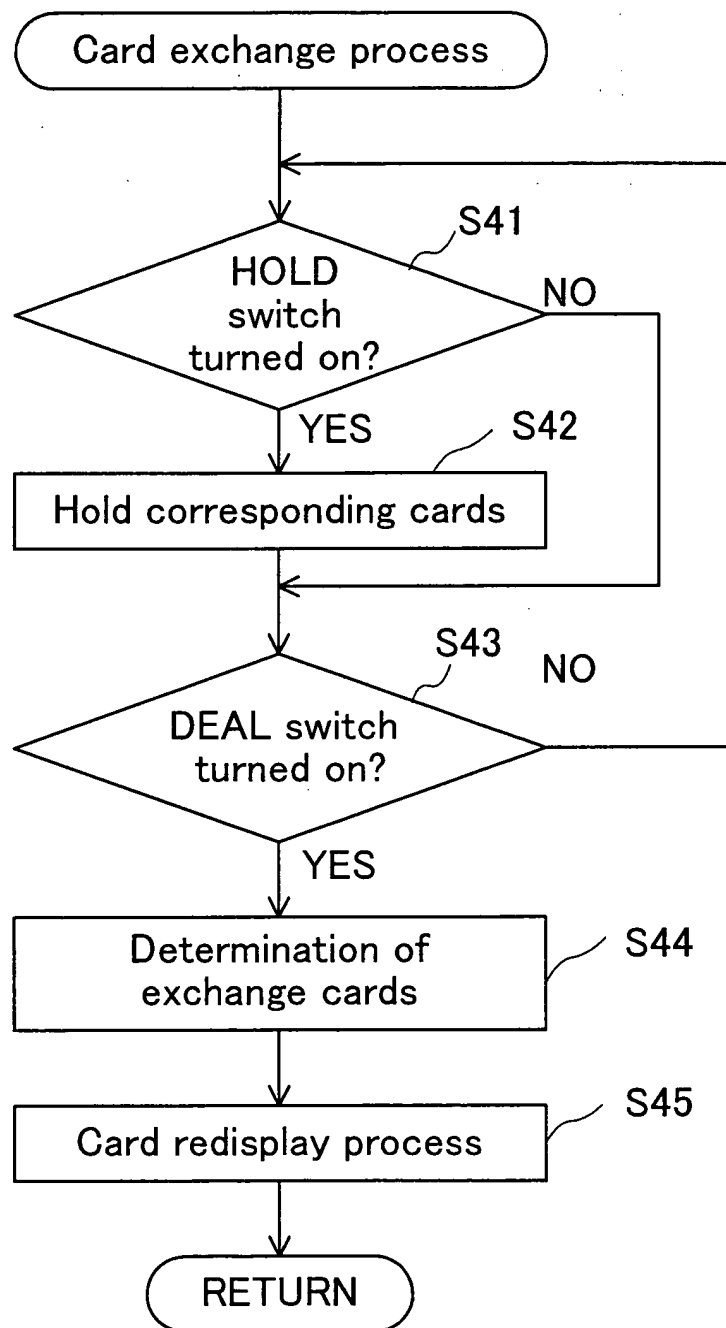 Card exchange process
S41
HOLD
switch
turned on?
NO
YES
S42
Hold corresponding cards
S43
NO
DEAL switch
turned on?
YES
Determination of
exchange cards
S44
Card redisplay process
S45
RETURN